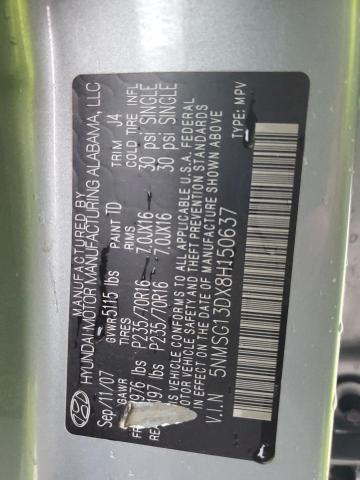 MANUFACTURED BY
HYUNDAI MOTOR MANUFACTURING ALABAMA, LLC
Sep/11/07 GVWR 5115 lbs PAINT TD TRIM J4
GAWR TIRES RIMS COLD TIRE INFL
976 lbs P235/70R16 7.0JX16 30 psi SINGLE
97 lbs P235/70R16 7.0JX16 30 psi SINGLE
VEHICLE CONFORMS TO ALL APPLICABLE U.S.A. FEDERAL
MOTOR VEHICLE SAFETY AND THEFT PREVENTION
STANDARDS IN EFFECT ON THE DATE OF MANUFACTURE SHOWN ABOVE
V.I.N 5NMSG13DX8H150637 TYPE: MPV